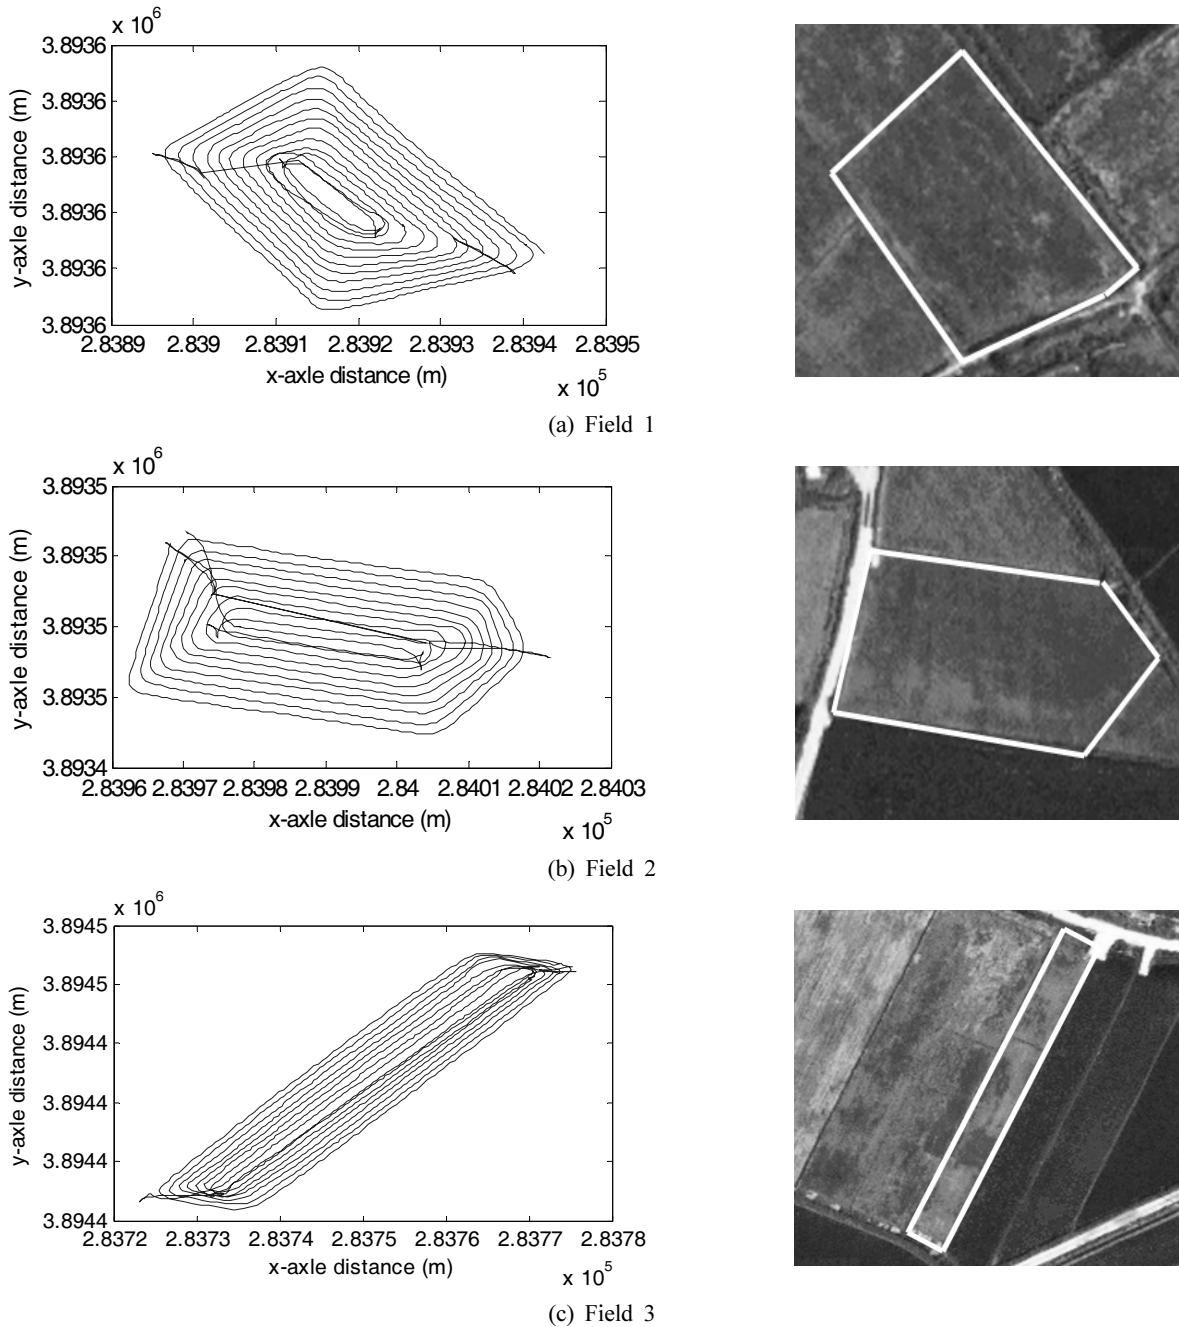 x 10^6
3.8936
3.8936
3.8936
3.8936
3.8936
3.8936
y-axle distance (m)
2.8389 2.839 2.8391 2.8392 2.8393 2.8394 2.8395
x-axle distance (m)
x 10^5
(a) Field 1
x 10^6
3.8935
3.8935
3.8935
3.8935
3.8934
y-axle distance (m)
2.8396 2.8397 2.8398 2.8399 2.84 2.8401 2.8402 2.8403
x-axle distance (m)
x 10^5
(b) Field 2
x 10^6
3.8945
3.8945
3.8944
3.8944
3.8944
3.8944
y-axle distance (m)
2.8372 2.8373 2.8374 2.8375 2.8376 2.8377 2.8378
x-axle distance (m)
x 10^5
(c) Field 3